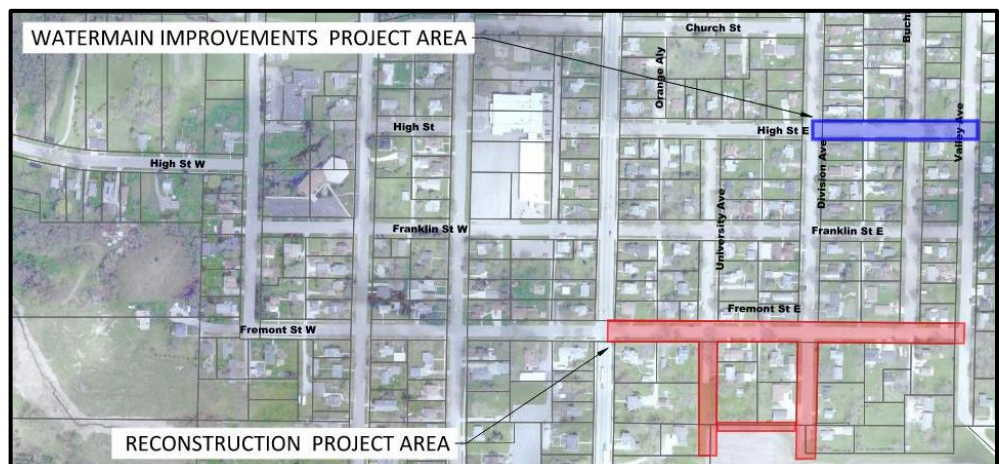 Church St
WATERMAIN IMPROVEMENTS PROJECT AREA
Buch
Orange Aly
High St
High St E
Valley Ave
High St W
Division Ave
University Ave
Franklin St W
Franklin St E
Fremont St E
Fremont St W
RECONSTRUCTION PROJECT AREA